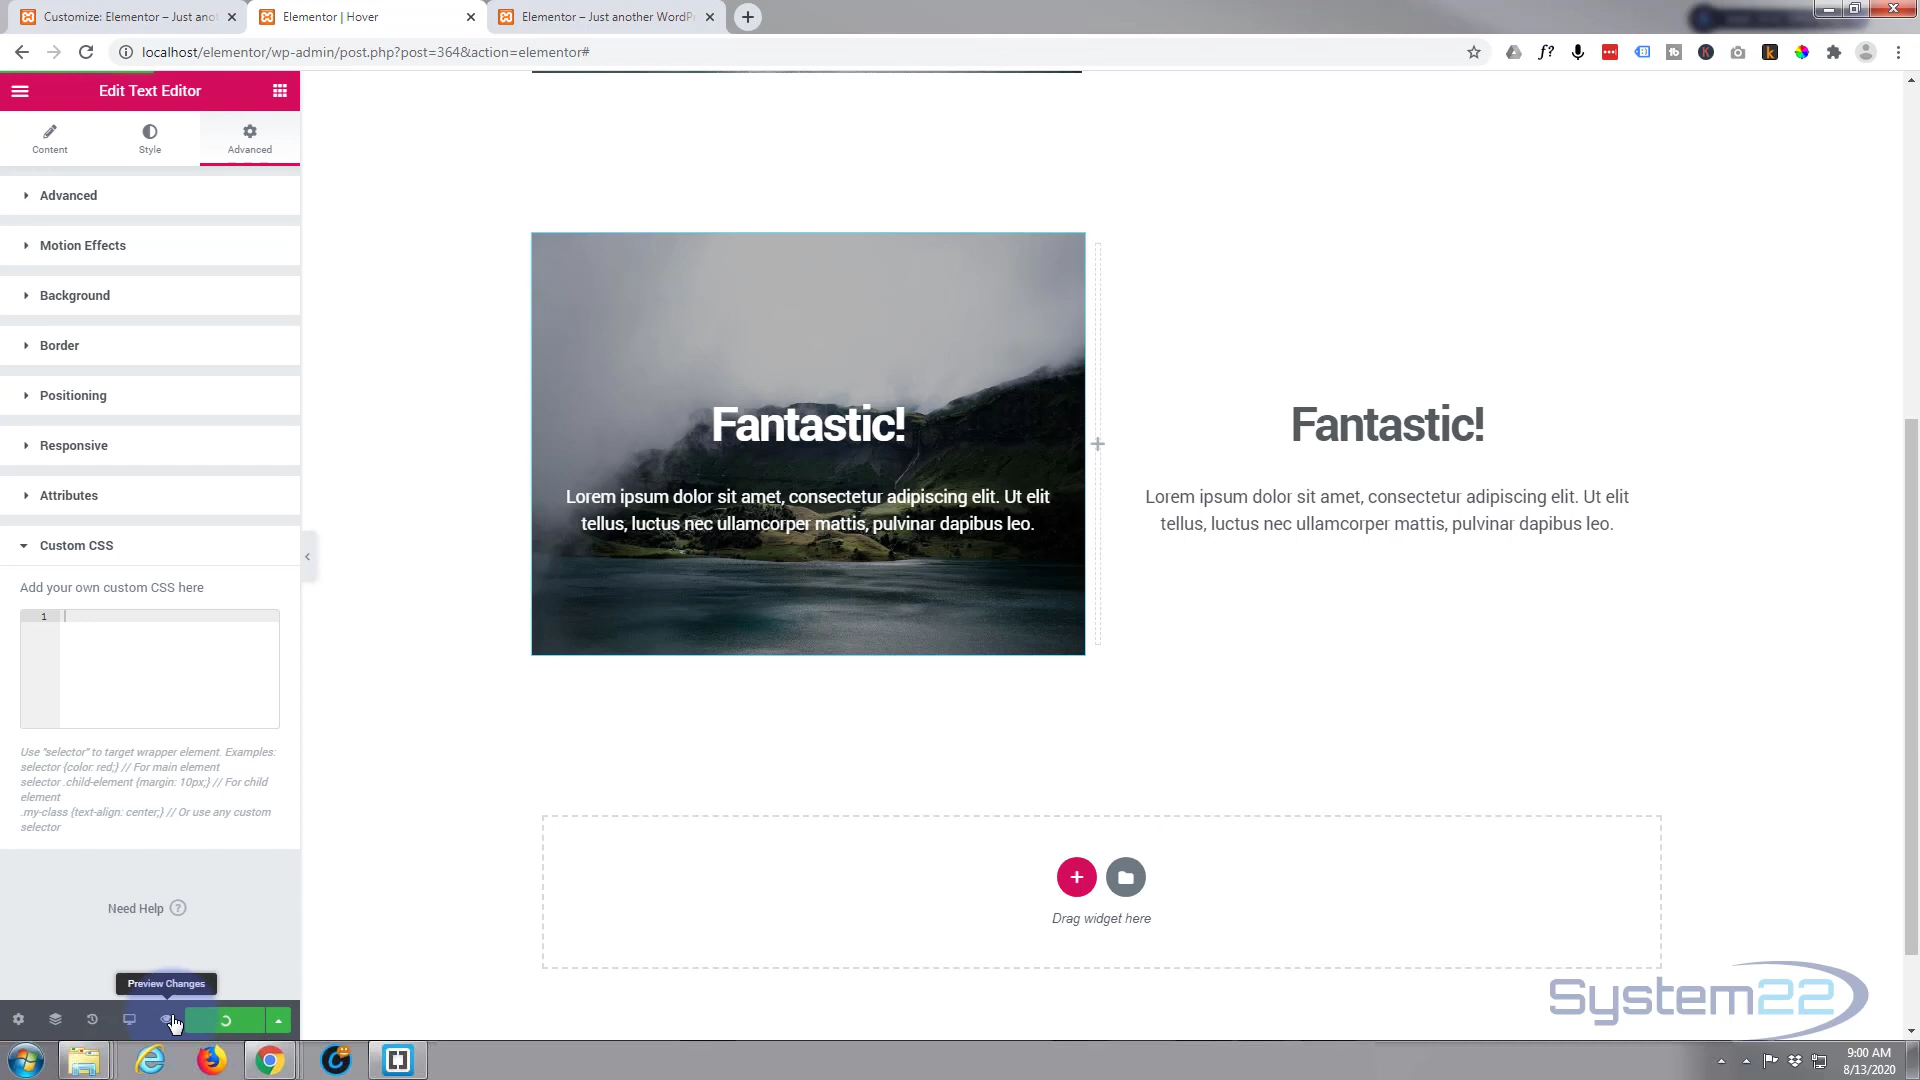 Customize: Elementor – Just anot
Elementor | Hover
Elementor – Just another WordPr
localhost/elementor/wp-admin/post.php?post=364&action=elementor#
Edit Text Editor
Content
Style
Advanced
Advanced
Motion Effects
Background
Border
Positioning
Responsive
Attributes
Custom CSS
Add your own custom CSS here
1
Use "selector" to target wrapper element. Examples:
selector {color: red;} // For main element
selector .child-element {margin: 10px;} // For child
element
.my-class {text-align: center;} // Or use any custom
selector
Need Help ?
Preview Changes
Fantastic!
Lorem ipsum dolor sit amet, consectetur adipiscing elit. Ut elit
tellus, luctus nec ullamcorper mattis, pulvinar dapibus leo.
Fantastic!
Lorem ipsum dolor sit amet, consectetur adipiscing elit. Ut elit
tellus, luctus nec ullamcorper mattis, pulvinar dapibus leo.
Drag widget here
System22
9:00 AM
8/13/2020